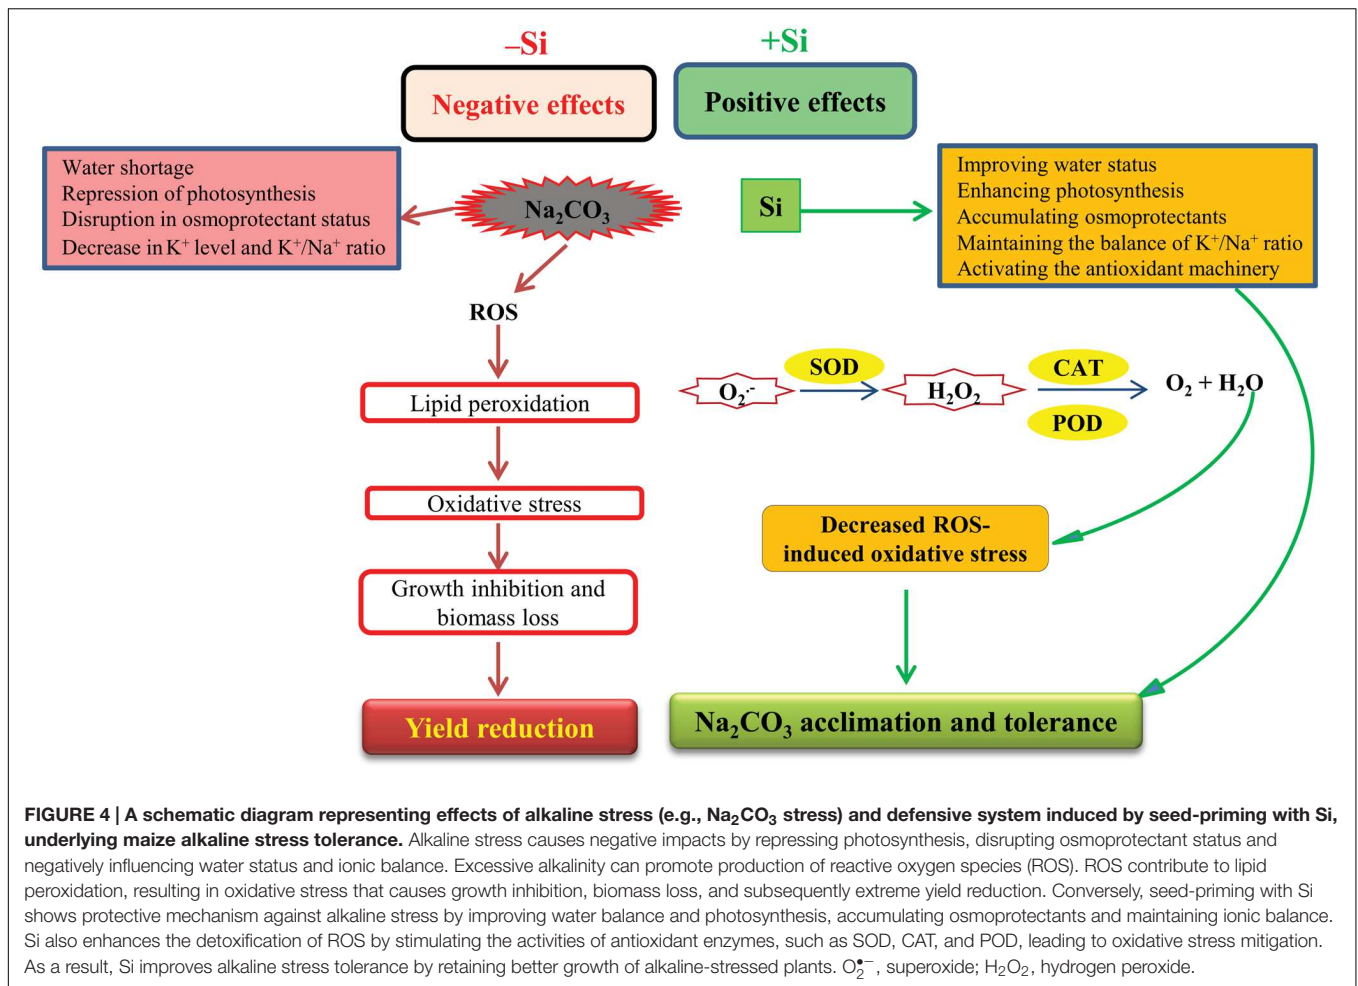 –Si
+Si
Negative effects
Positive effects
Water shortage
Repression of photosynthesis
Disruption in osmoprotectant status
Decrease in K⁺ level and K⁺/Na⁺ ratio
Na₂CO₃
Si
Improving water status
Enhancing photosynthesis
Accumulating osmoprotectants
Maintaining the balance of K⁺/Na⁺ ratio
Activating the antioxidant machinery
ROS
Lipid peroxidation
Oxidative stress
Growth inhibition and
biomass loss
Yield reduction
O₂·⁻
SOD
H₂O₂
CAT
POD
O₂ + H₂O
Decreased ROS-
induced oxidative stress
Na₂CO₃ acclimation and tolerance
FIGURE 4 | A schematic diagram representing effects of alkaline stress (e.g., Na₂CO₃ stress) and defensive system induced by seed-priming with Si,
underlying maize alkaline stress tolerance. Alkaline stress causes negative impacts by repressing photosynthesis, disrupting osmoprotectant status and
negatively influencing water status and ionic balance. Excessive alkalinity can promote production of reactive oxygen species (ROS). ROS contribute to lipid
peroxidation, resulting in oxidative stress that causes growth inhibition, biomass loss, and subsequently extreme yield reduction. Conversely, seed-priming with Si
shows protective mechanism against alkaline stress by improving water balance and photosynthesis, accumulating osmoprotectants and maintaining ionic balance.
Si also enhances the detoxification of ROS by stimulating the activities of antioxidant enzymes, such as SOD, CAT, and POD, leading to oxidative stress mitigation.
As a result, Si improves alkaline stress tolerance by retaining better growth of alkaline-stressed plants. O₂•⁻, superoxide; H₂O₂, hydrogen peroxide.